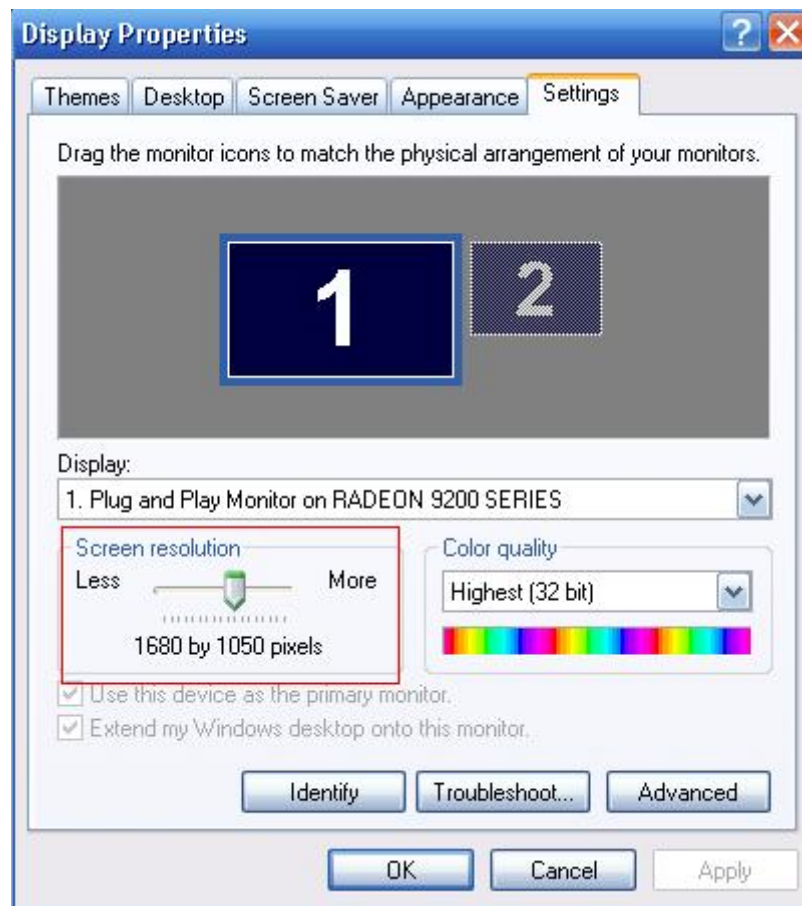 Display Properties
Themes Desktop Screen Saver Appearance Settings
Drag the monitor icons to match the physical arrangement of your monitors.
1 2
Display:
1. Plug and Play Monitor on RADEON 9200 SERIES
Screen resolution
Less More
1680 by 1050 pixels
Color quality
Highest (32 bit)
Use this device as the primary monitor.
Extend my Windows desktop onto this monitor.
Identify Troubleshoot... Advanced
OK Cancel Apply